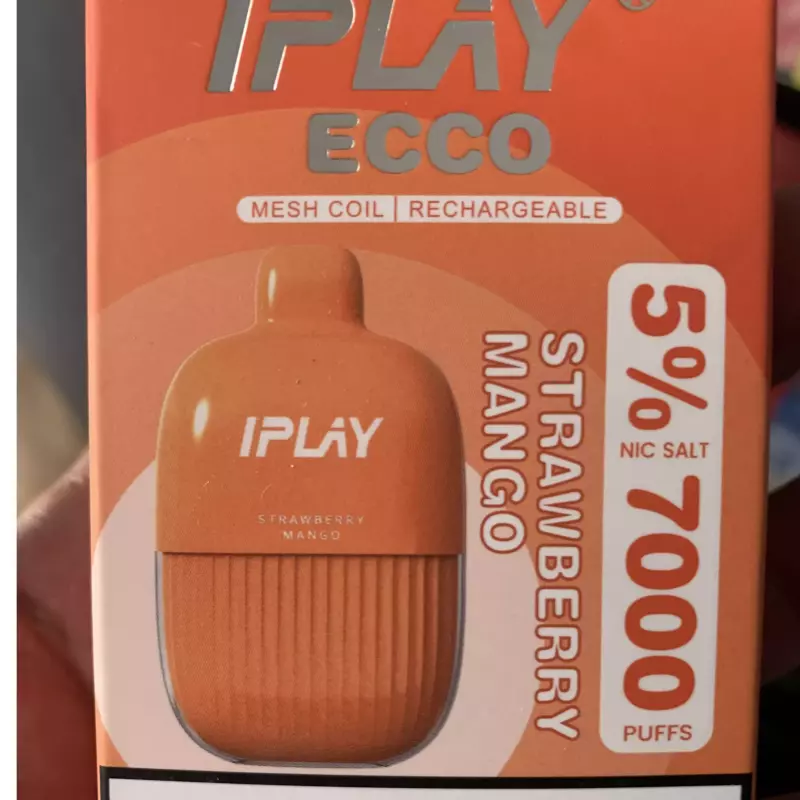 IPLAY®
ECCO
MESH COIL | RECHARGEABLE
IPLAY
STRAWBERRY
MANGO
STRAWBERRY
MANGO
5%
NIC SALT
7000
PUFFS